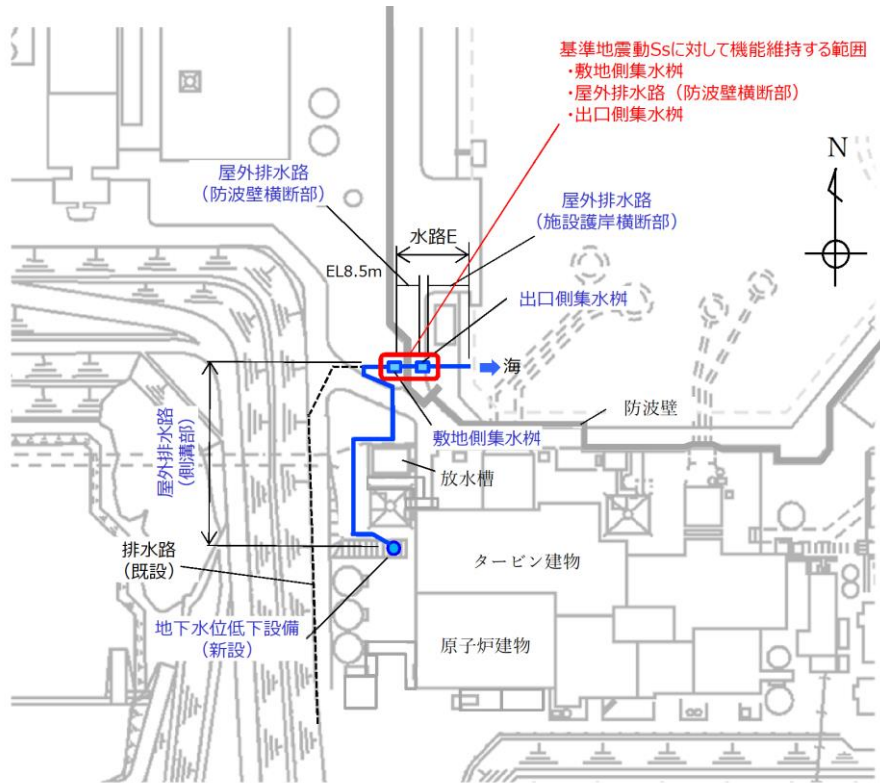 基準地震動Ssに対して機能維持する範囲
・敷地側集水桝
・屋外排水路（防波壁横断部）
・出口側集水桝
N
屋外排水路
（防波壁横断部）
屋外排水路
（施設護岸横断部）
水路E
EL8.5m
出口側集水桝
海
防波壁
敷地側集水桝
放水槽
屋外排水路
（側溝部）
排水路
（既設）
タービン建物
地下水位低下設備
（新設）
原子炉建物